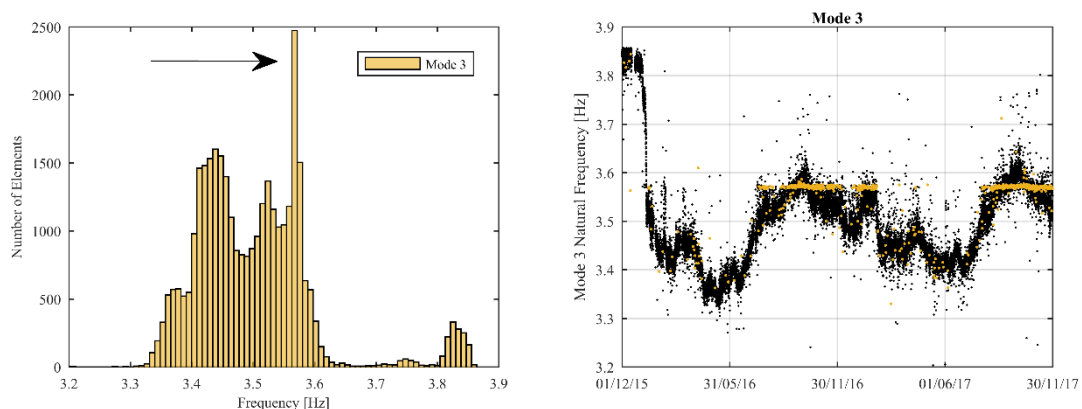 2500
2000
1500
1000
500
0
Number of Elements
Mode 3
3.2 3.3 3.4 3.5 3.6 3.7 3.8 3.9
Frequency [Hz]
Mode 3
3.9
3.8
3.7
3.6
3.5
3.4
3.3
3.2
Mode 3 Natural Frequency [Hz]
01/12/15 31/05/16 30/11/16 01/06/17 30/11/17